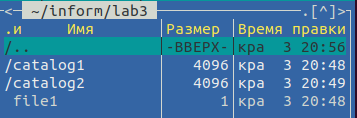 <— ~/inform/lab3 —.[^]>
.и Имя Размер Время правки
/.. -ВВЕРХ- кра 3 20:56
/catalog1 4096 кра 3 20:48
/catalog2 4096 кра 3 20:49
file1 1 кра 3 20:48